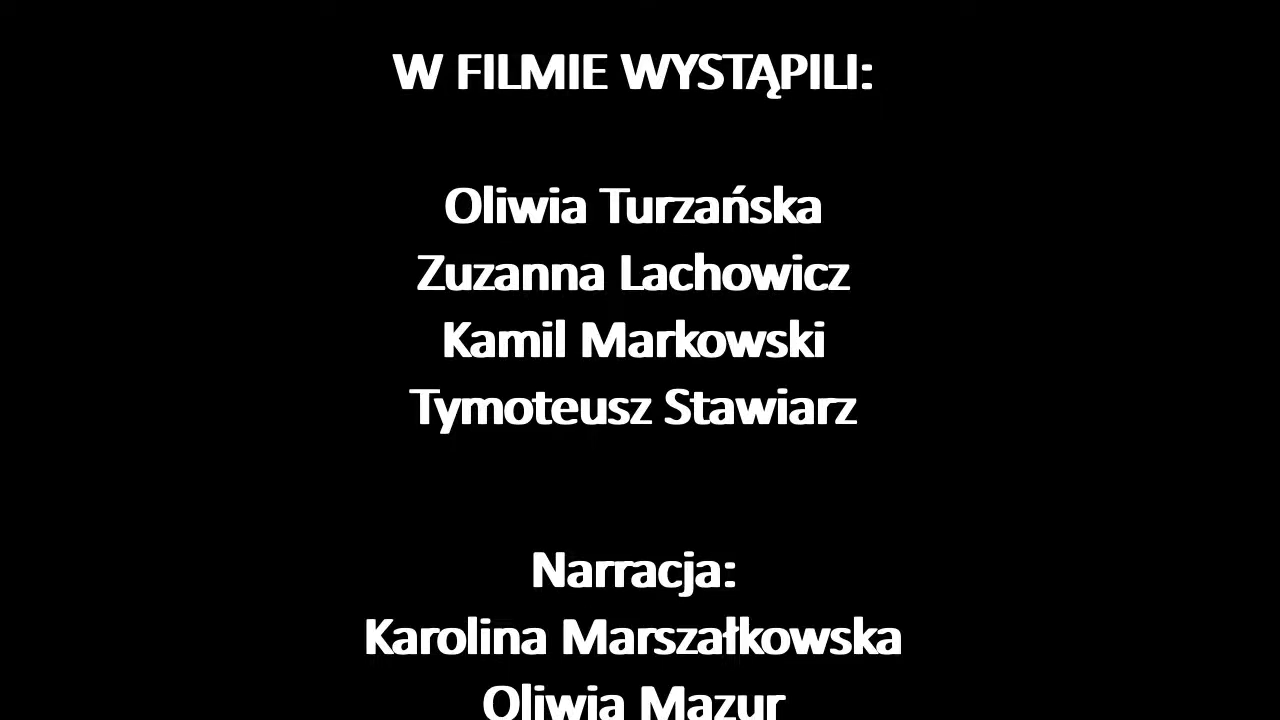 W FILMIE WYSTĄPILI:
Oliwia Turzańska
Zuzanna Lachowicz
Kamil Markowski
Tymoteusz Stawiarz
Narracja:
Karolina Marszałkowska
Oliwia Mazur